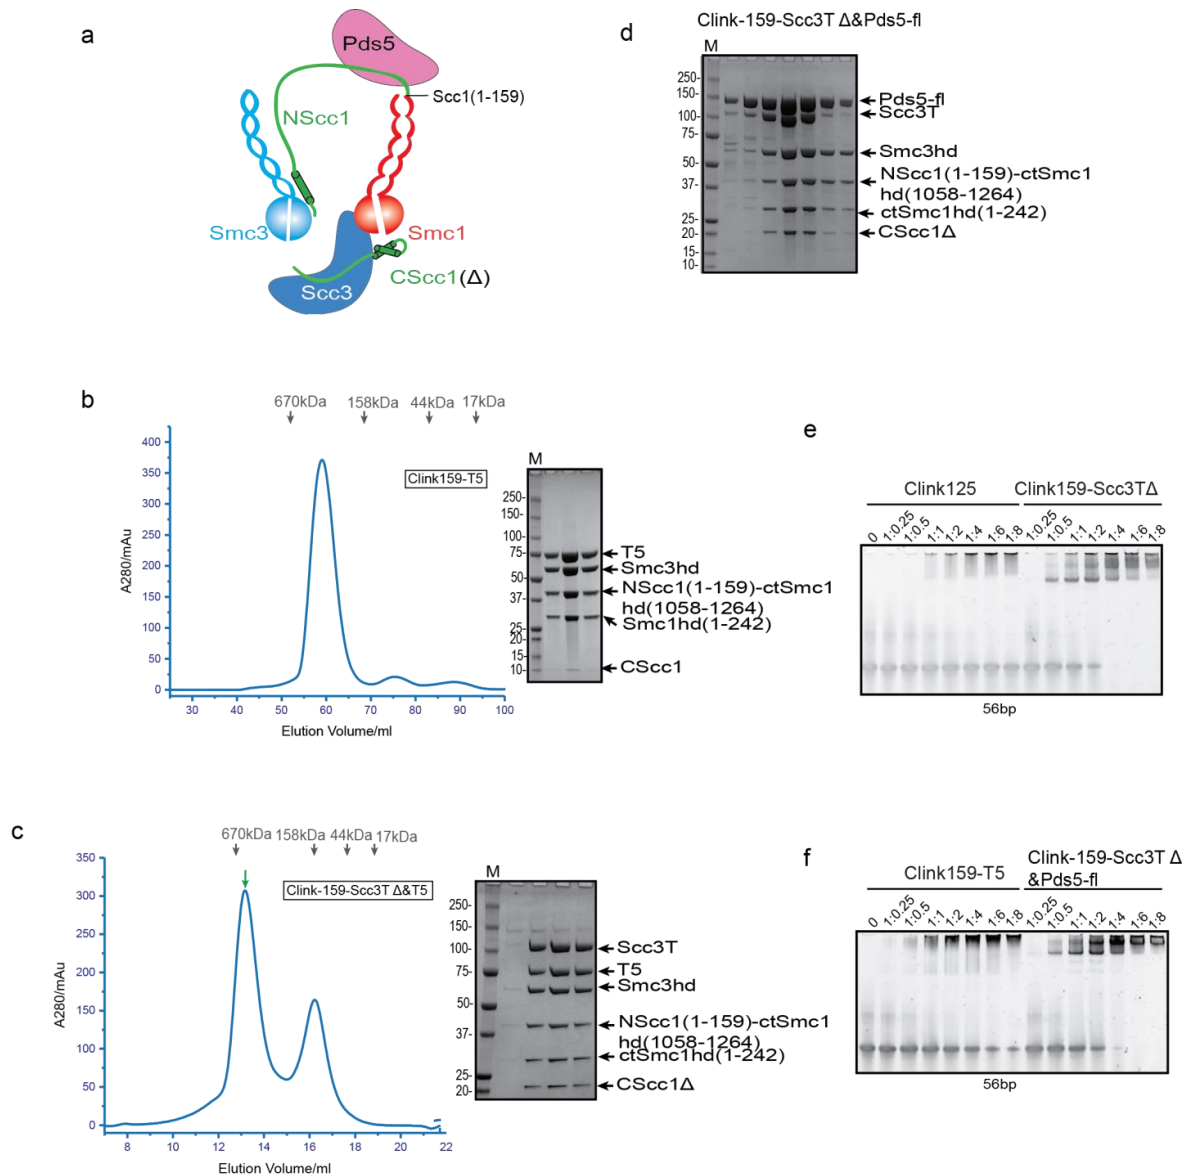 a
Pds5
Scc1(1-159)
NScc1
Smc3
Smc1
CScc1(Δ)
Scc3
d
Clink-159-Scc3T Δ&Pds5-fl
M
250-
150-
100-
75-
50-
37-
25-
20-
15-
10-
Pds5-fl
Scc3T
Smc3hd
NScc1(1-159)-ctSmc1
hd(1058-1264)
ctSmc1hd(1-242)
CScc1Δ
b
670kDa 158kDa 44kDa 17kDa
Clink159-T5
A280/mAu
400
350
300
250
200
150
100
50
0
30 40 50 60 70 80 90 100
Elution Volume/ml
M
250-
150-
100-
75-
50-
37-
25-
20-
15-
10-
T5
Smc3hd
NScc1(1-159)-ctSmc1
hd(1058-1264)
Smc1hd(1-242)
CScc1
e
Clink125 Clink159-Scc3TΔ
0 1:0.25 1:0.5 1:1 1:2 1:4 1:6 1:8 1:0.25 1:0.5 1:1 1:2 1:4 1:6 1:8
56bp
c
670kDa 158kDa 44kDa 17kDa
Clink-159-Scc3T Δ&T5
A280/mAu
350
300
250
200
150
100
50
0
8 10 12 14 16 18 20 22
Elution Volume/ml
M
250-
150-
100-
75-
50-
37-
25-
20-
Scc3T
T5
Smc3hd
NScc1(1-159)-ctSmc1
hd(1058-1264)
ctSmc1hd(1-242)
CScc1Δ
f
Clink159-T5
Clink-159-Scc3T Δ
&Pds5-fl
0 1:0.25 1:0.5 1:1 1:2 1:4 1:6 1:8 1:0.25 1:0.5 1:1 1:2 1:4 1:6 1:8
56bp